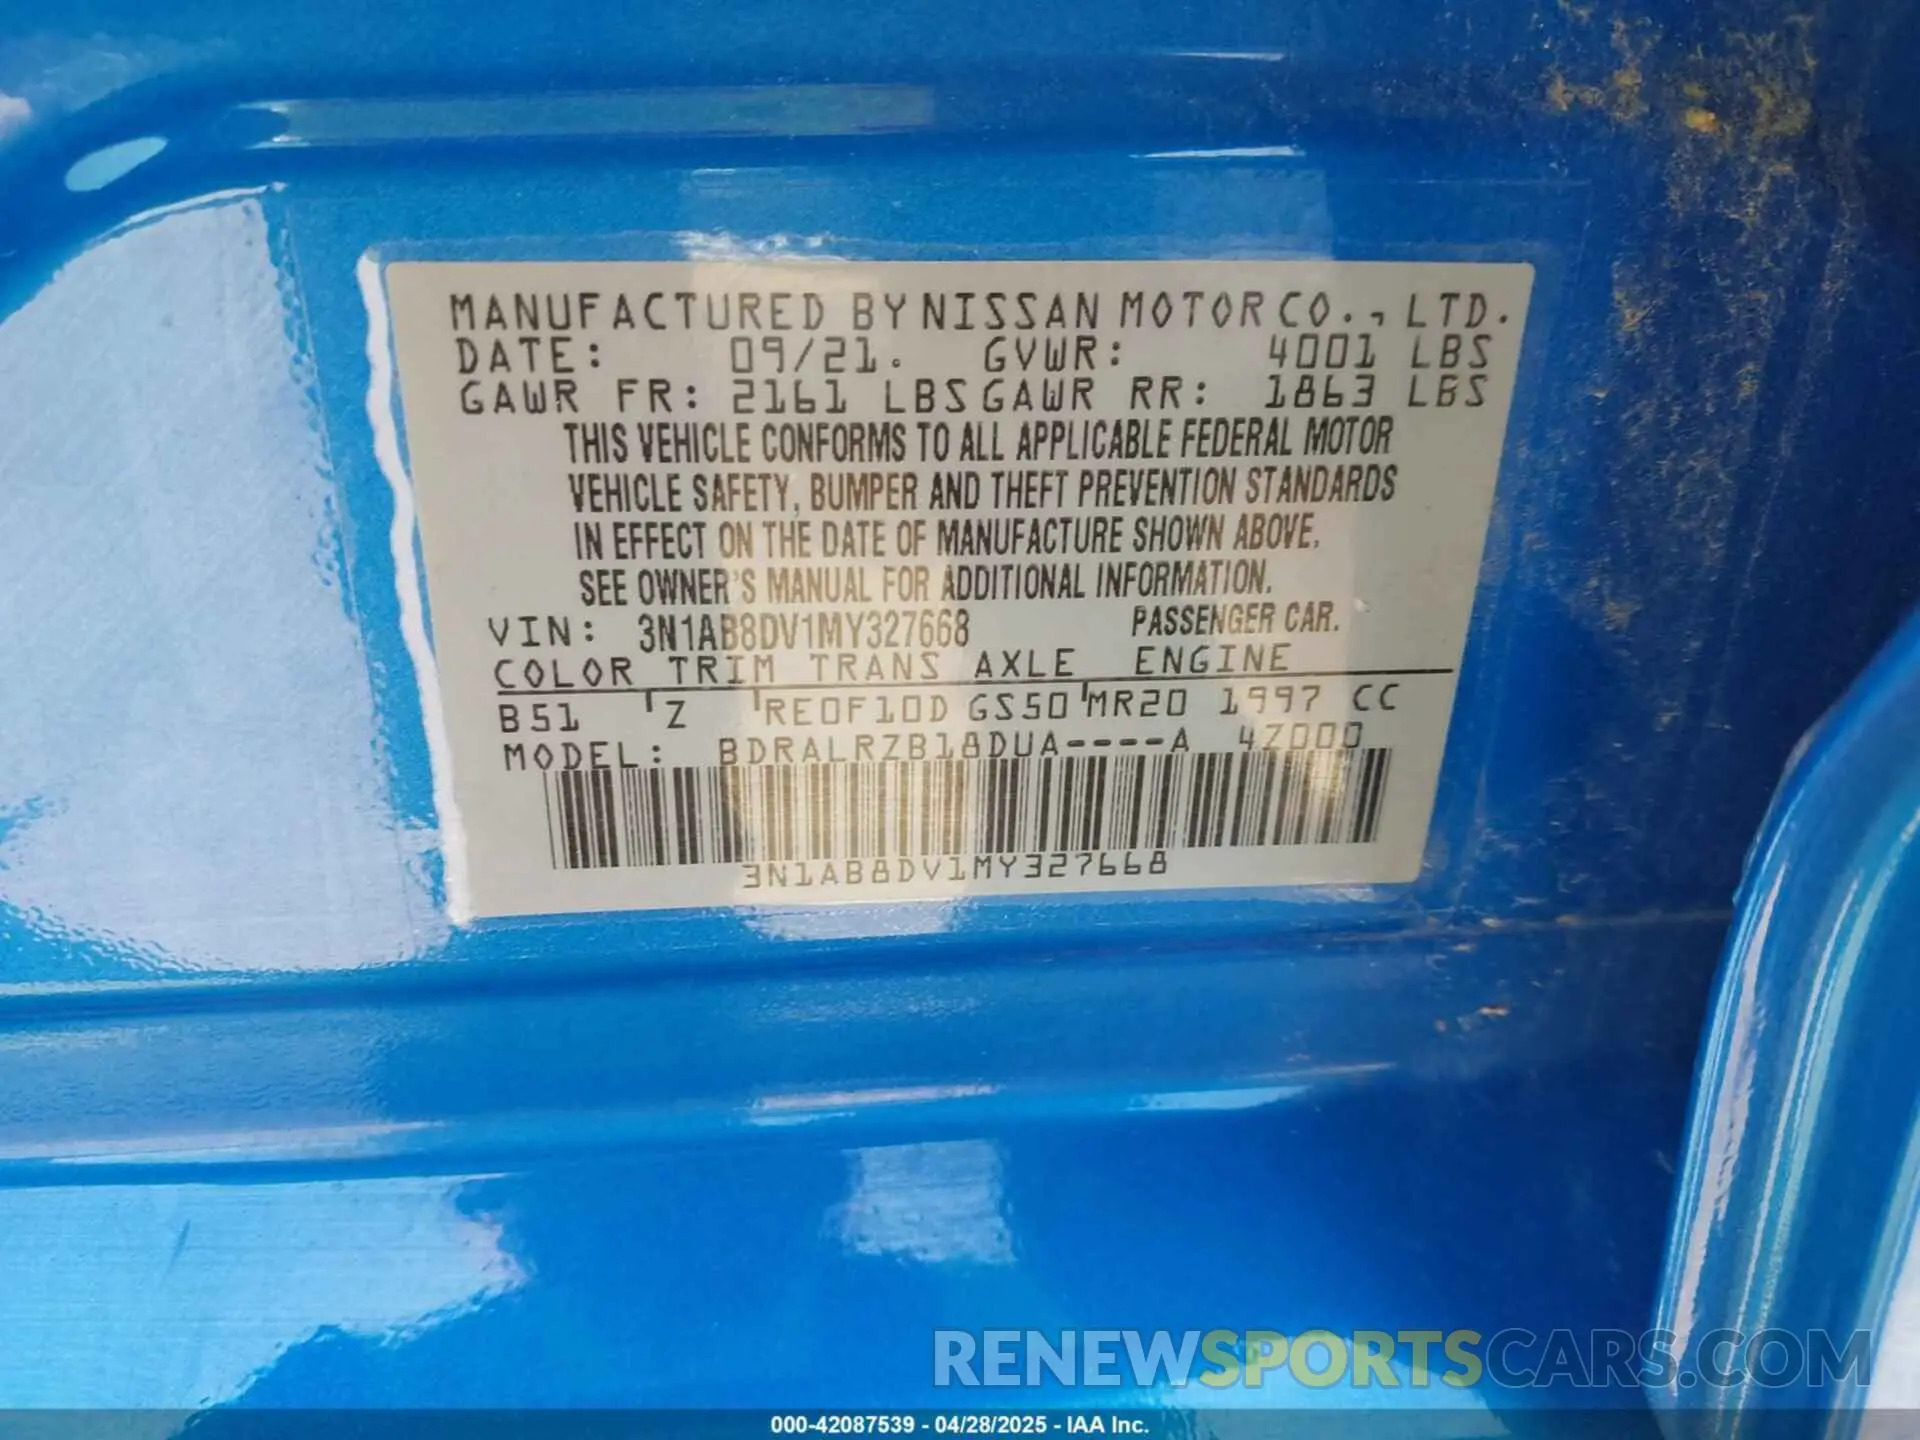 MANUFACTURED BY NISSAN MOTOR CO., LTD.
DATE: 09/21. GVWR: 4001 LBS
GAWR FR: 2161 LBS GAWR RR: 1863 LBS
THIS VEHICLE CONFORMS TO ALL APPLICABLE FEDERAL MOTOR
VEHICLE SAFETY, BUMPER AND THEFT PREVENTION STANDARDS
IN EFFECT ON THE DATE OF MANUFACTURE SHOWN ABOVE.
SEE OWNER'S MANUAL FOR ADDITIONAL INFORMATION.
VIN: 3N1AB8DV1MY327668 PASSENGER CAR.
COLOR TRIM TRANS AXLE ENGINE
B51 Z RE0F10D GS50 MR20 1997 CC
MODEL: BDRALRZB18DUA----A 4Z000
3N1AB8DV1MY327668
RENEWSPORTSCARS.COM
000-42087539 - 04/28/2025 - IAA Inc.